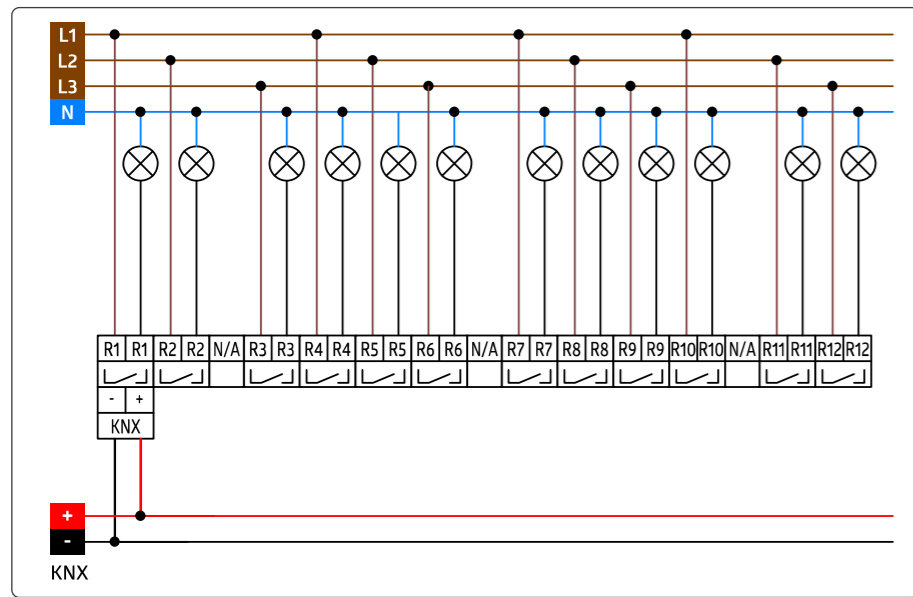 L1
L2
L3
N
R1 R1 R2 R2 N/A R3 R3 R4 R4 R5 R5 R6 R6 N/A R7 R7 R8 R8 R9 R9 R10 R10 N/A R11 R11 R12 R12
- +
KNX
+
-
KNX